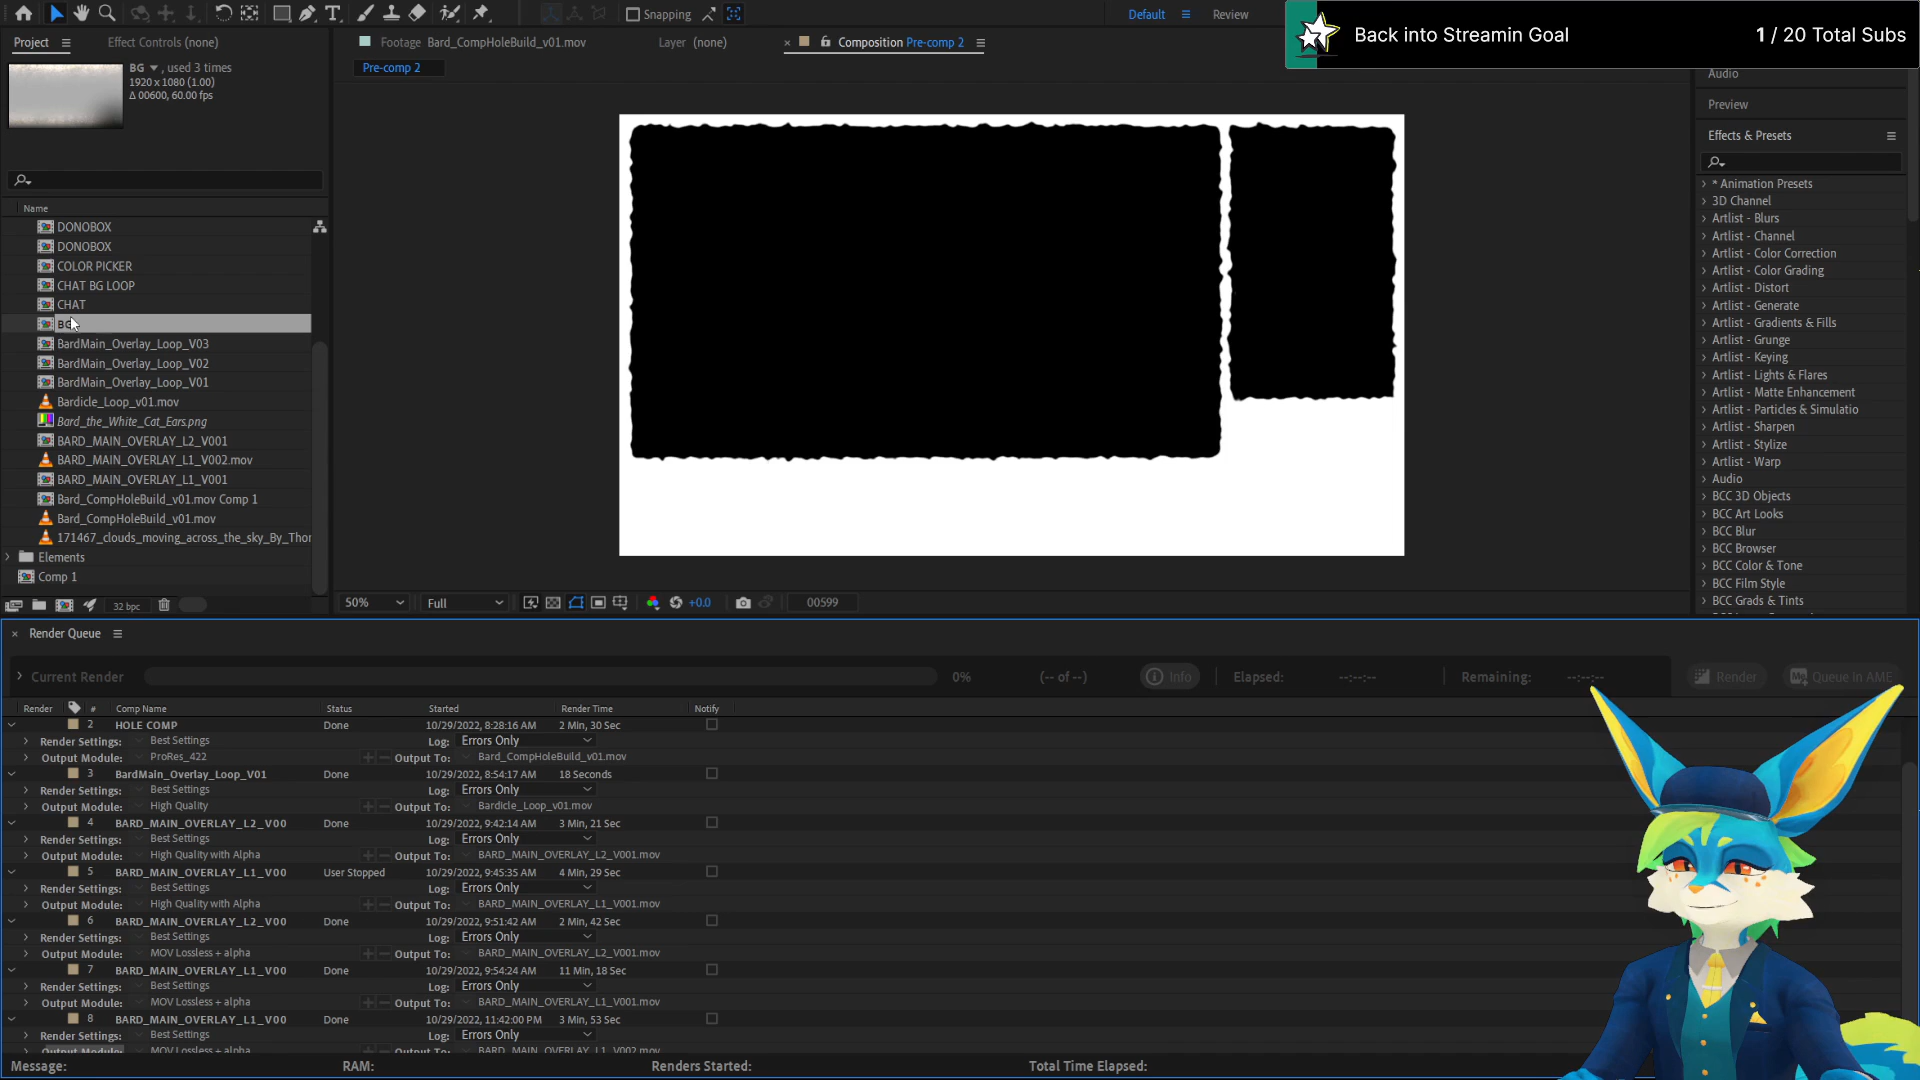 Snapping
Default
Review
Back into Streamin Goal
1 / 20 Total Subs
Project
Effect Controls (none)
Footage Bard_CompHoleBuild_v01.mov
Layer (none)
Composition Pre-comp 2
Pre-comp 2
BG , used 3 times
1920 x 1080 (1.00)
Δ 00600, 60.00 fps
Name
DONOBOX
DONOBOX
COLOR PICKER
CHAT BG LOOP
CHAT
BG
BardMain_Overlay_Loop_V03
BardMain_Overlay_Loop_V02
BardMain_Overlay_Loop_V01
Bardicle_Loop_v01.mov
Bard_the_White_Cat_Ears.png
BARD_MAIN_OVERLAY_L2_V001
BARD_MAIN_OVERLAY_L1_V002.mov
BARD_MAIN_OVERLAY_L1_V001
Bard_CompHoleBuild_v01.mov Comp 1
Bard_CompHoleBuild_v01.mov
171467_clouds_moving_across_the_sky_By_Thor
Elements
Comp 1
32 bpc
50%
Full
+0.0
00599
Audio
Preview
Effects & Presets
* Animation Presets
3D Channel
Artlist - Blurs
Artlist - Channel
Artlist - Color Correction
Artlist - Color Grading
Artlist - Distort
Artlist - Generate
Artlist - Gradients & Fills
Artlist - Grunge
Artlist - Keying
Artlist - Lights & Flares
Artlist - Matte Enhancement
Artlist - Particles & Simulatio
Artlist - Sharpen
Artlist - Stylize
Artlist - Warp
Audio
BCC 3D Objects
BCC Art Looks
BCC Blur
BCC Browser
BCC Color & Tone
BCC Film Style
BCC Grads & Tints
Render Queue
Current Render
0%
(-- of --)
Info
Elapsed: --:--:--
Remaining: --:--:--
Render
Queue in AME
Render # Comp Name Status Started Render Time Notify
2 HOLE COMP Done 10/29/2022, 8:28:16 AM 2 Min, 30 Sec
Render Settings: Best Settings Log: Errors Only
Output Module: ProRes_422 Output To: Bard_CompHoleBuild_v01.mov
3 BardMain_Overlay_Loop_V01 Done 10/29/2022, 8:54:17 AM 18 Seconds
Render Settings: Best Settings Log: Errors Only
Output Module: High Quality Output To: Bardicle_Loop_v01.mov
4 BARD_MAIN_OVERLAY_L2_V00 Done 10/29/2022, 9:42:14 AM 3 Min, 21 Sec
Render Settings: Best Settings Log: Errors Only
Output Module: High Quality with Alpha Output To: BARD_MAIN_OVERLAY_L2_V001.mov
5 BARD_MAIN_OVERLAY_L1_V00 User Stopped 10/29/2022, 9:45:35 AM 4 Min, 29 Sec
Render Settings: Best Settings Log: Errors Only
Output Module: High Quality with Alpha Output To: BARD_MAIN_OVERLAY_L1_V001.mov
6 BARD_MAIN_OVERLAY_L2_V00 Done 10/29/2022, 9:51:42 AM 2 Min, 42 Sec
Render Settings: Best Settings Log: Errors Only
Output Module: MOV Lossless + alpha Output To: BARD_MAIN_OVERLAY_L2_V001.mov
7 BARD_MAIN_OVERLAY_L1_V00 Done 10/29/2022, 9:54:24 AM 11 Min, 18 Sec
Render Settings: Best Settings Log: Errors Only
Output Module: MOV Lossless + alpha Output To: BARD_MAIN_OVERLAY_L1_V001.mov
8 BARD_MAIN_OVERLAY_L1_V00 Done 10/29/2022, 11:42:00 PM 3 Min, 53 Sec
Render Settings: Best Settings Log: Errors Only
Output Module: MOV Lossless + alpha Output To: BARD_MAIN_OVERLAY_L1_V002.mov
Message:
RAM:
Renders Started:
Total Time Elapsed: